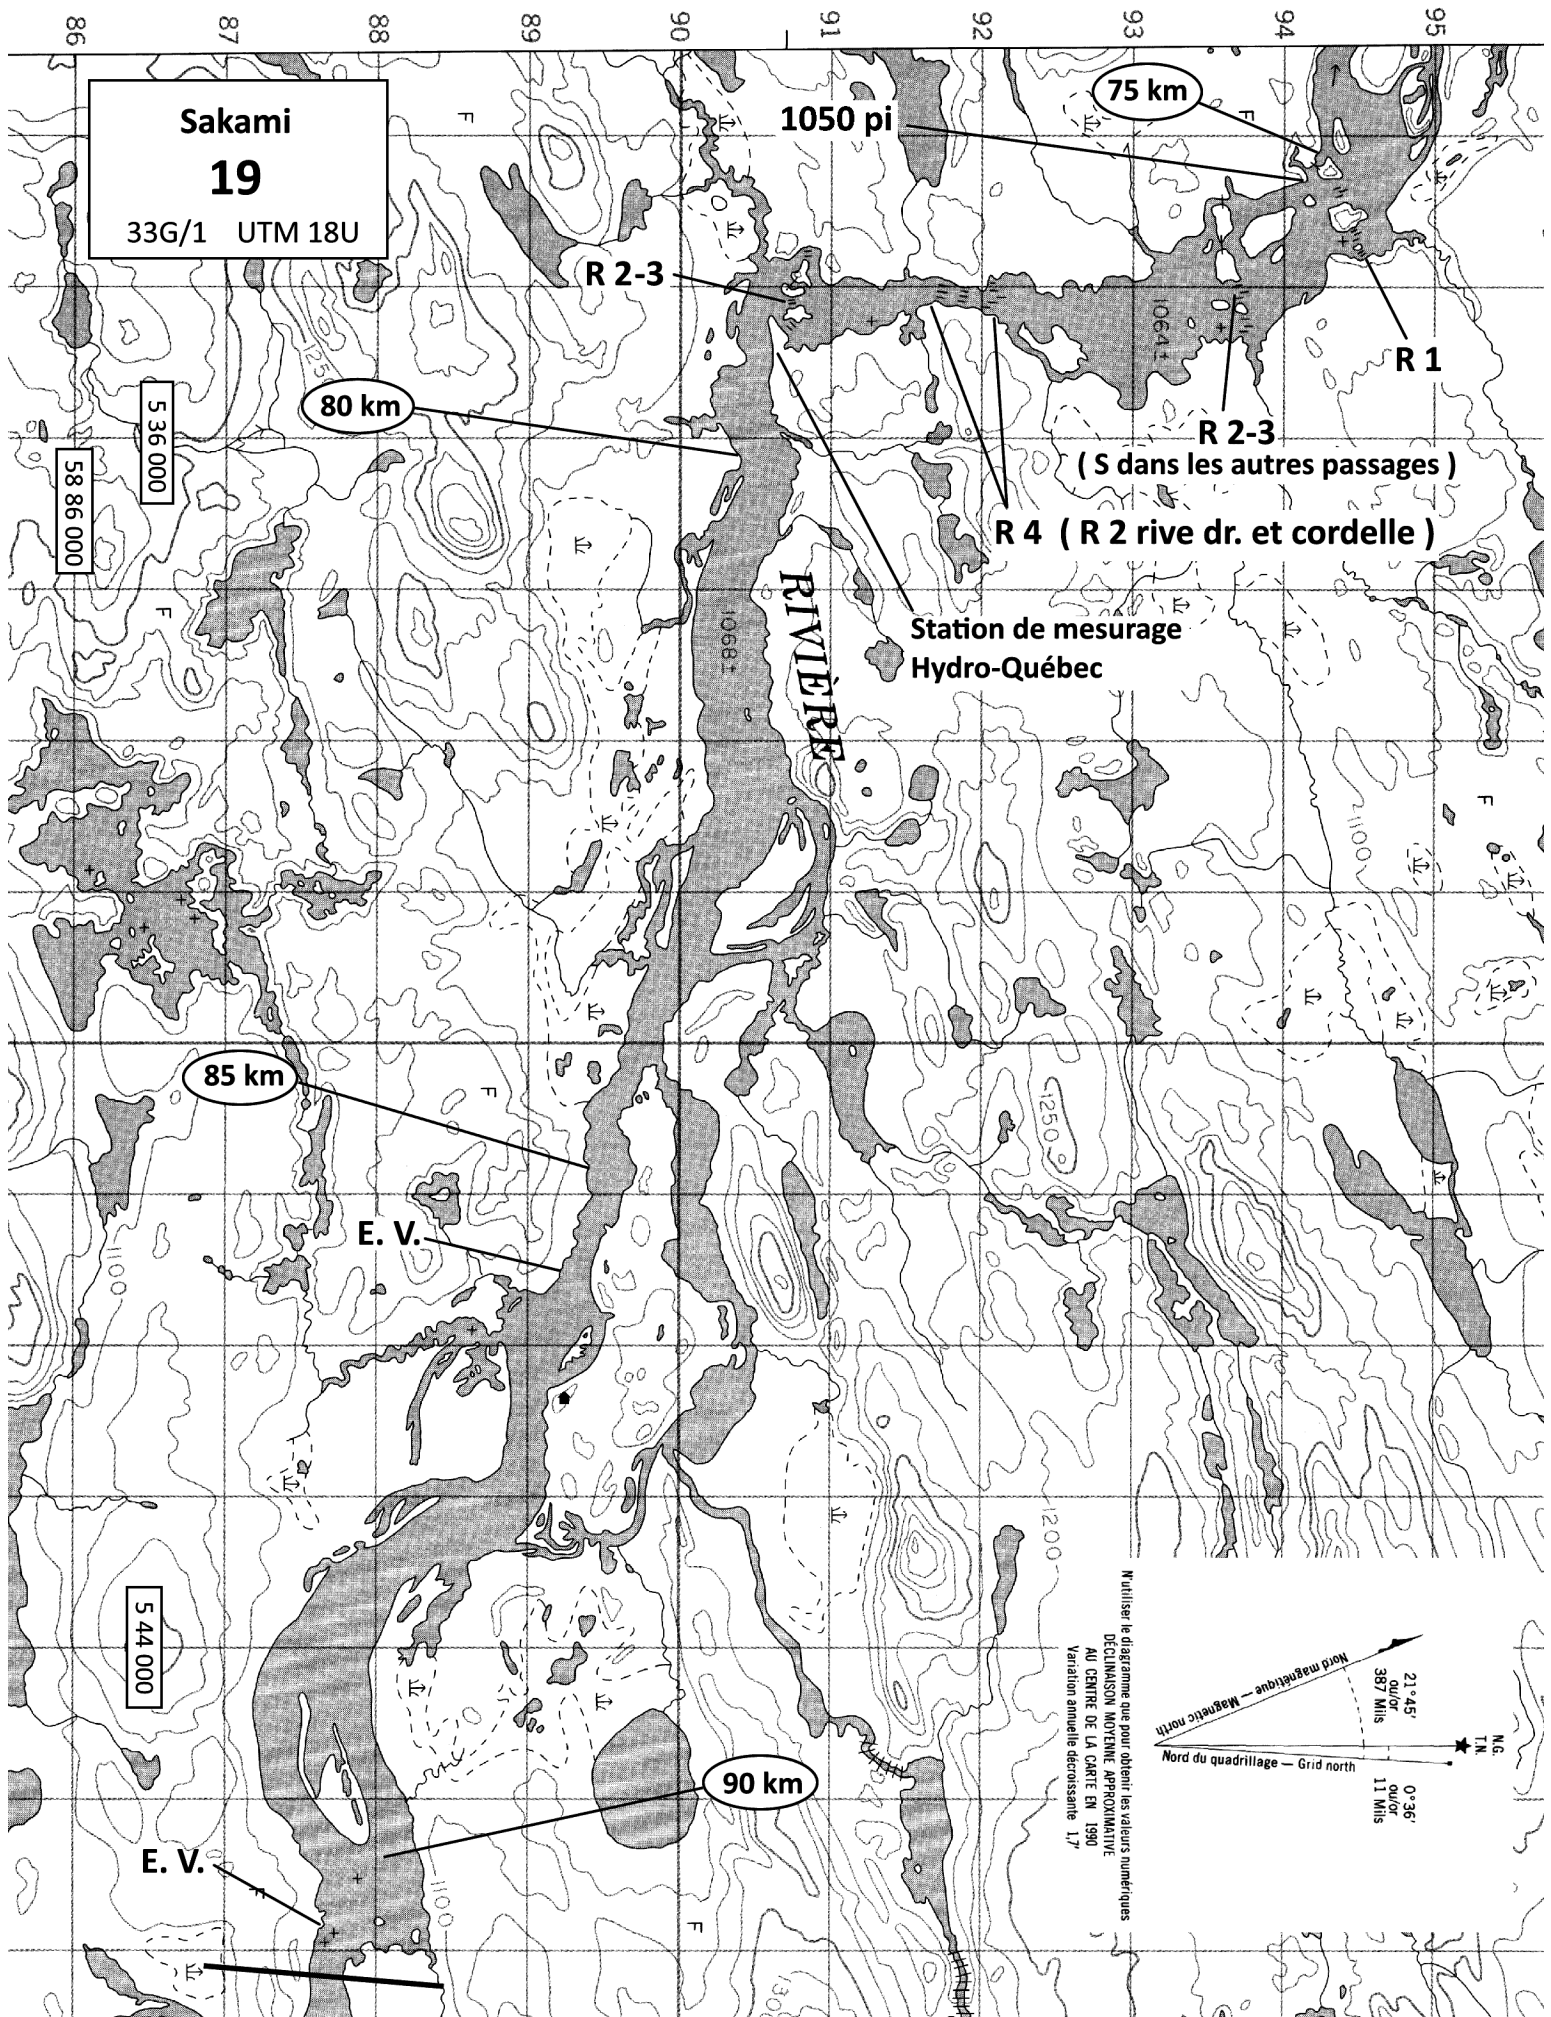 86
87
88
89
90
91
92
93
94
95
Sakami
19
33G/1 UTM 18U
75 km
1050 pi
F
F
R 2-3
R 1
1064±
1250
80 km
5 36 000
58 86 000
R 2-3
( S dans les autres passages )
R 4 ( R 2 rive dr. et cordelle )
F
RIVIÈRE
1068±
Station de mesurage
Hydro-Québec
F
1100
85 km
F
1250
E. V.
1100
1200
5 44 000
N'utiliser le diagramme que pour obtenir les valeurs numériques
DÉCLINAISON MOYENNE APPROXIMATIVE
AU CENTRE DE LA CARTE EN 1990
Variation annuelle décroissante 1,7'
Nord magnétique — Magnetic north
21° 45'
ou/or
387 Mils
N.G.
T.N.
Nord du quadrillage — Grid north
0° 36'
ou/or
11 Mils
90 km
E. V.
F
1100
F